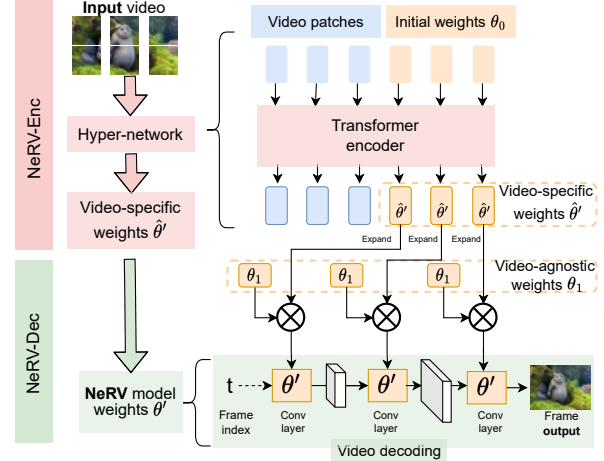 Input video
Video patches
Initial weights θ₀
NeRV-Enc
Hyper-network
Transformer
encoder
Video-specific
weights θ̂′
θ̂′
θ̂′
θ̂′
Video-specific
weights θ̂′
Expand
Expand
Expand
θ₁
θ₁
θ₁
Video-agnostic
weights θ₁
NeRV-Dec
NeRV model
weights θ′
t
θ′
θ′
θ′
Frame
index
Conv
layer
Conv
layer
Conv
layer
Frame
output
Video decoding